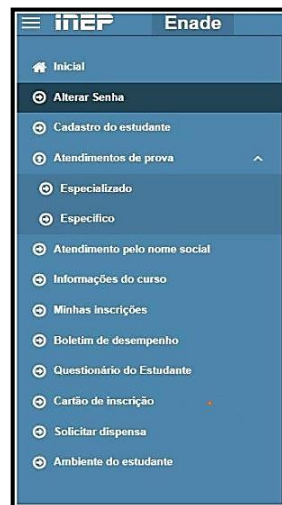 inep Enade
Inicial
Alterar Senha
Cadastro do estudante
Atendimentos de prova
Especializado
Específico
Atendimento pelo nome social
Informações do curso
Minhas inscrições
Boletim de desempenho
Questionário do Estudante
Cartão de inscrição
Solicitar dispensa
Ambiente do estudante